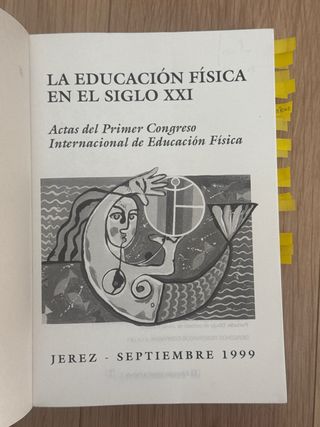 LA EDUCACIÓN FÍSICA
EN EL SIGLO XXI
Actas del Primer Congreso
Internacional de Educación Física
JEREZ - SEPTIEMBRE 1999